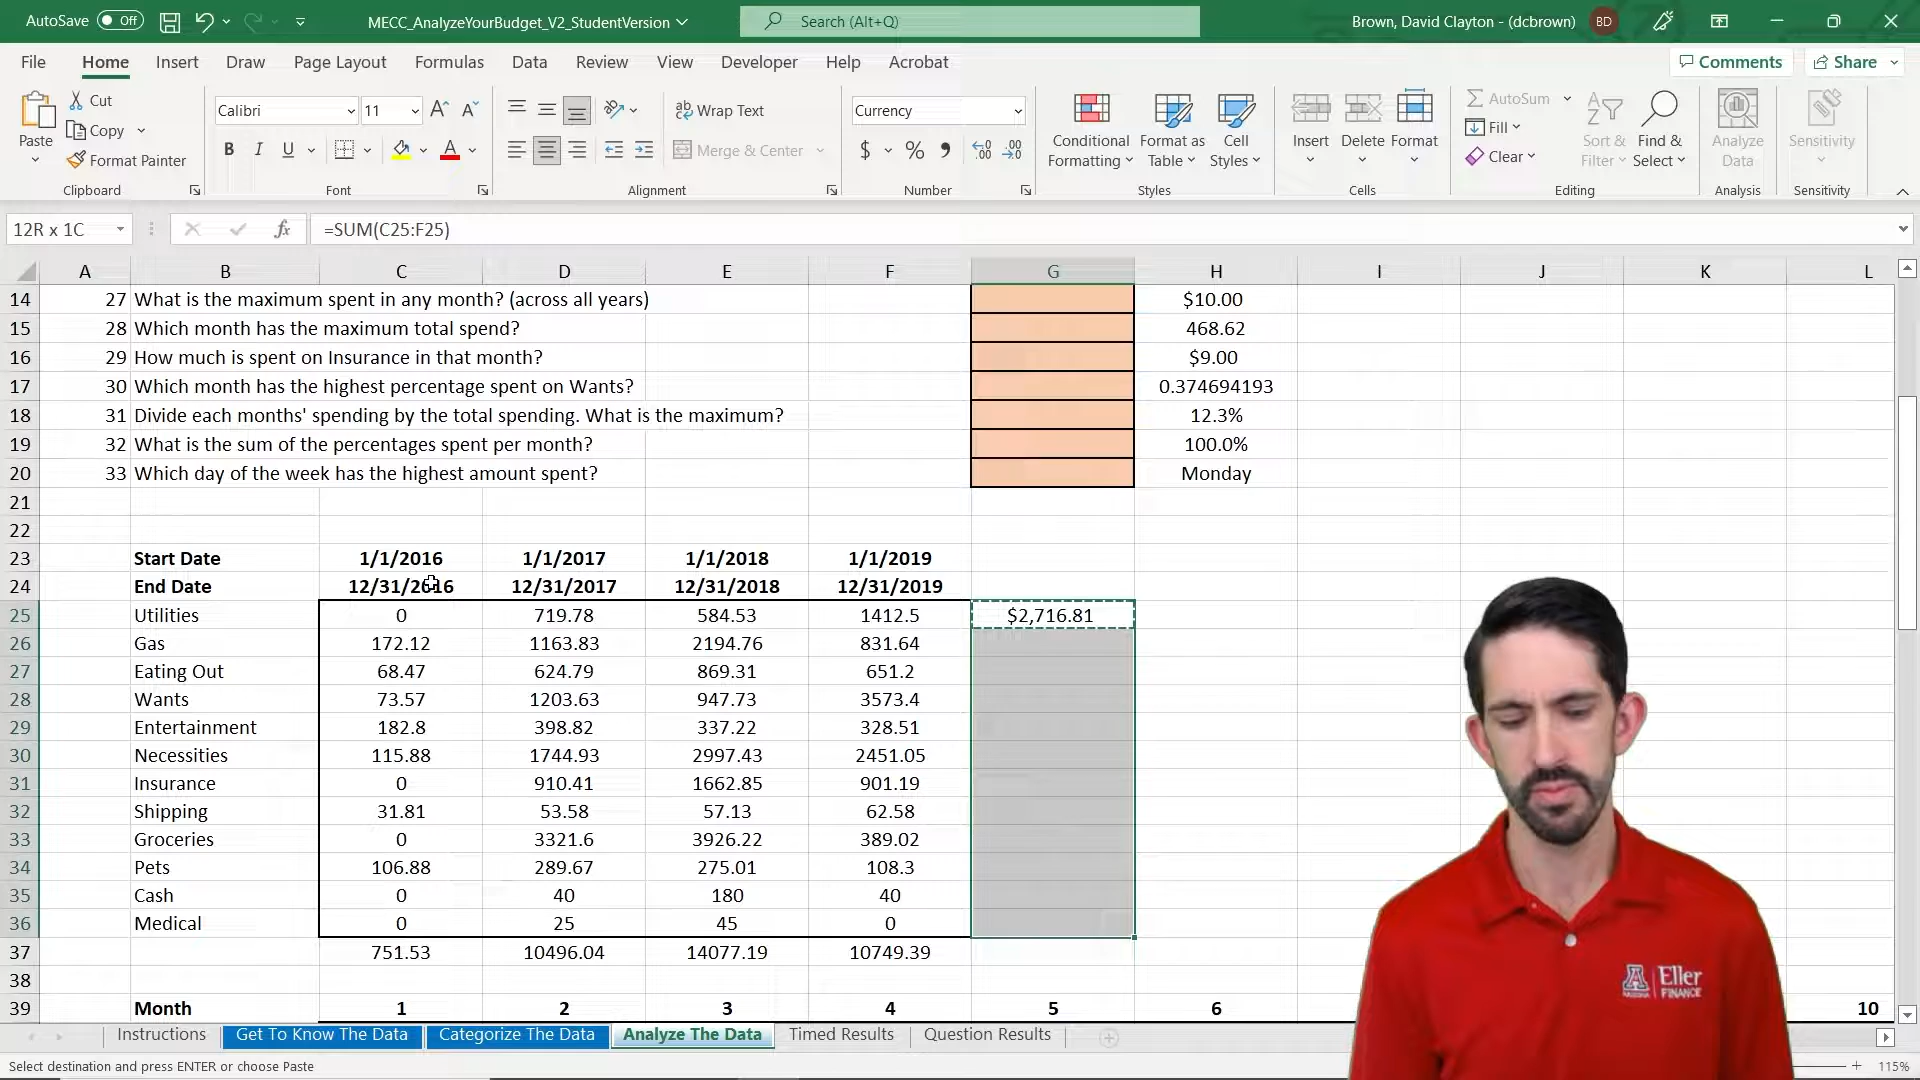 AutoSave Off MECC_AnalyzeYourBudget_V2_StudentVersion Search (Alt+Q) Brown, David Clayton - (dcbrown) BD
File Home Insert Draw Page Layout Formulas Data Review View Developer Help Acrobat Comments Share
Paste Cut Copy Format Painter Clipboard
Calibri 11 B I U A Font
ab Wrap Text Merge & Center Alignment
Currency $ % Number
Conditional Formatting Format as Table Cell Styles Styles
Insert Delete Format Cells
AutoSum Fill Clear Sort & Filter Find & Select Editing
Analyze Data Analysis
Sensitivity Sensitivity
12R x 1C fx =SUM(C25:F25)
A B C D E F G H I J K L
14 27 What is the maximum spent in any month? (across all years) $10.00
15 28 Which month has the maximum total spend? 468.62
16 29 How much is spent on Insurance in that month? $9.00
17 30 Which month has the highest percentage spent on Wants? 0.374694193
18 31 Divide each months' spending by the total spending. What is the maximum? 12.3%
19 32 What is the sum of the percentages spent per month? 100.0%
20 33 Which day of the week has the highest amount spent? Monday
21
22
23 Start Date 1/1/2016 1/1/2017 1/1/2018 1/1/2019
24 End Date 12/31/2016 12/31/2017 12/31/2018 12/31/2019
25 Utilities 0 719.78 584.53 1412.5 $2,716.81
26 Gas 172.12 1163.83 2194.76 831.64
27 Eating Out 68.47 624.79 869.31 651.2
28 Wants 73.57 1203.63 947.73 3573.4
29 Entertainment 182.8 398.82 337.22 328.51
30 Necessities 115.88 1744.93 2997.43 2451.05
31 Insurance 0 910.41 1662.85 901.19
32 Shipping 31.81 53.58 57.13 62.58
33 Groceries 0 3321.6 3926.22 389.02
34 Pets 106.88 289.67 275.01 108.3
35 Cash 0 40 180 40
36 Medical 0 25 45 0
37 751.53 10496.04 14077.19 10749.39
38
39 Month 1 2 3 4 5 6 10
A Eller
ARIZONA FINANCE
Instructions Get To Know The Data Categorize The Data Analyze The Data Timed Results Question Results
Select destination and press ENTER or choose Paste 115%